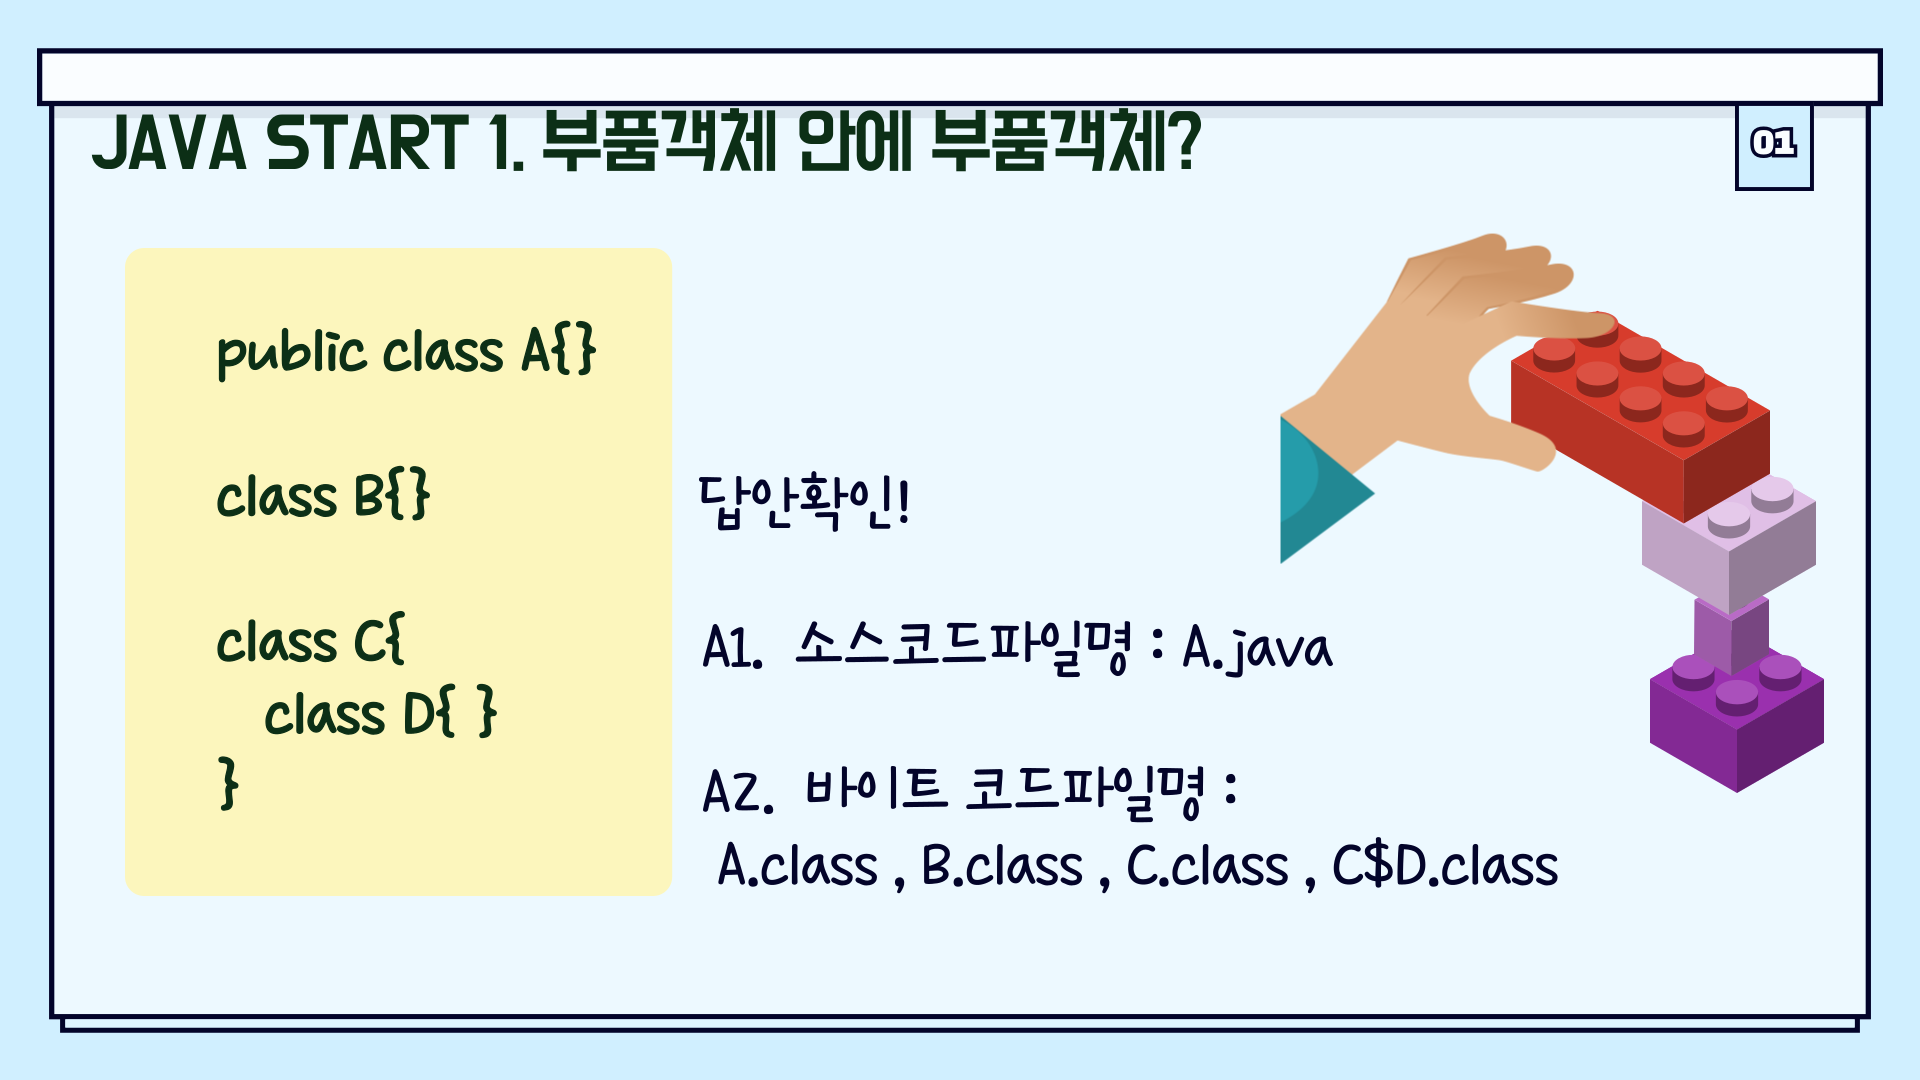 JAVA START 1. 부품객체 안에 부품객체?
01
public class A{}
class B{}
class C{
class D{ }
}
답안확인!
A1. 소스코드파일명 : A.java
A2. 바이트 코드파일명 :
A.class , B.class , C.class , C$D.class